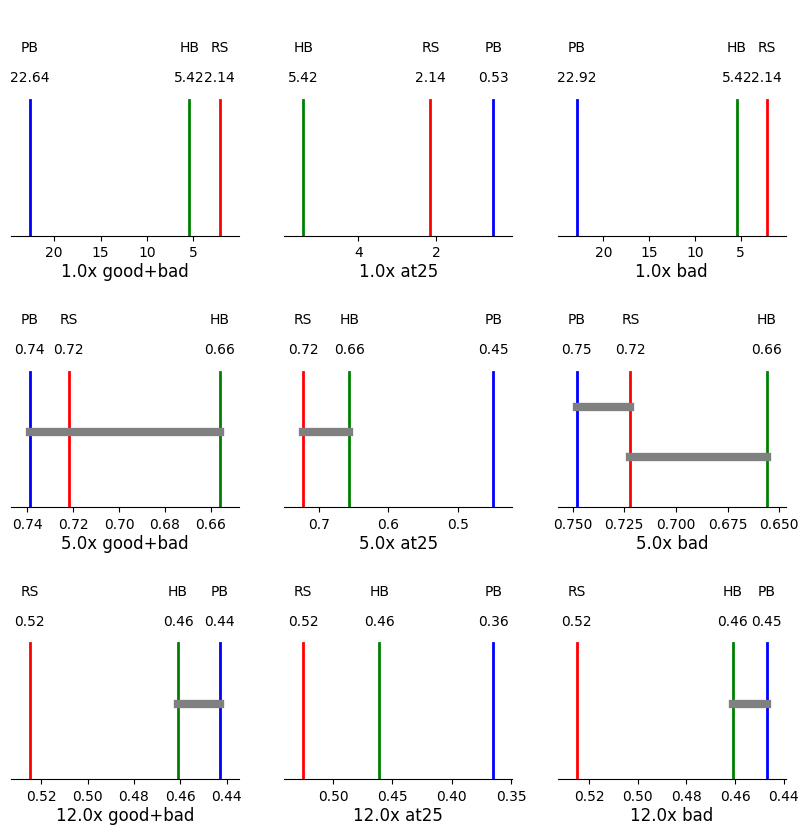 PB HB RS
22.64 5.42 2.14
20 15 10 5
1.0x good+bad
HB RS PB
5.42 2.14 0.53
4 2
1.0x at25
PB HB RS
22.92 5.42 2.14
20 15 10 5
1.0x bad
PB RS HB
0.74 0.72 0.66
0.74 0.72 0.70 0.68 0.66
5.0x good+bad
RS HB PB
0.72 0.66 0.45
0.7 0.6 0.5
5.0x at25
PB RS HB
0.75 0.72 0.66
0.750 0.725 0.700 0.675 0.650
5.0x bad
RS HB PB
0.52 0.46 0.44
0.52 0.50 0.48 0.46 0.44
12.0x good+bad
RS HB PB
0.52 0.46 0.36
0.50 0.45 0.40 0.35
12.0x at25
RS HB PB
0.52 0.46 0.45
0.52 0.50 0.48 0.46 0.44
12.0x bad